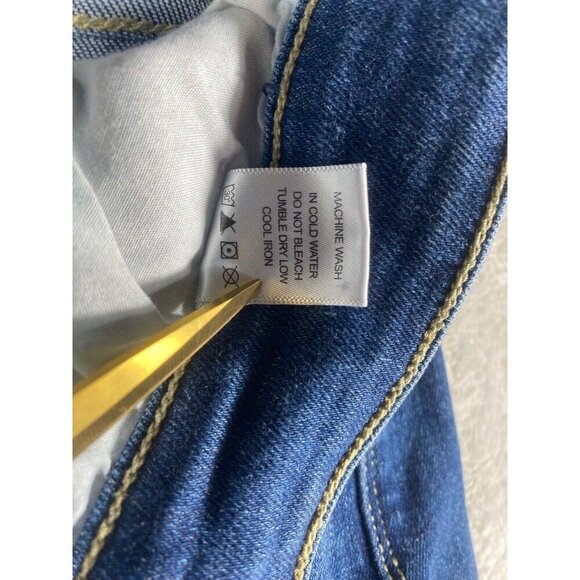 MACHINE WASH
IN COLD WATER
DO NOT BLEACH
TUMBLE DRY LOW
COOL IRON